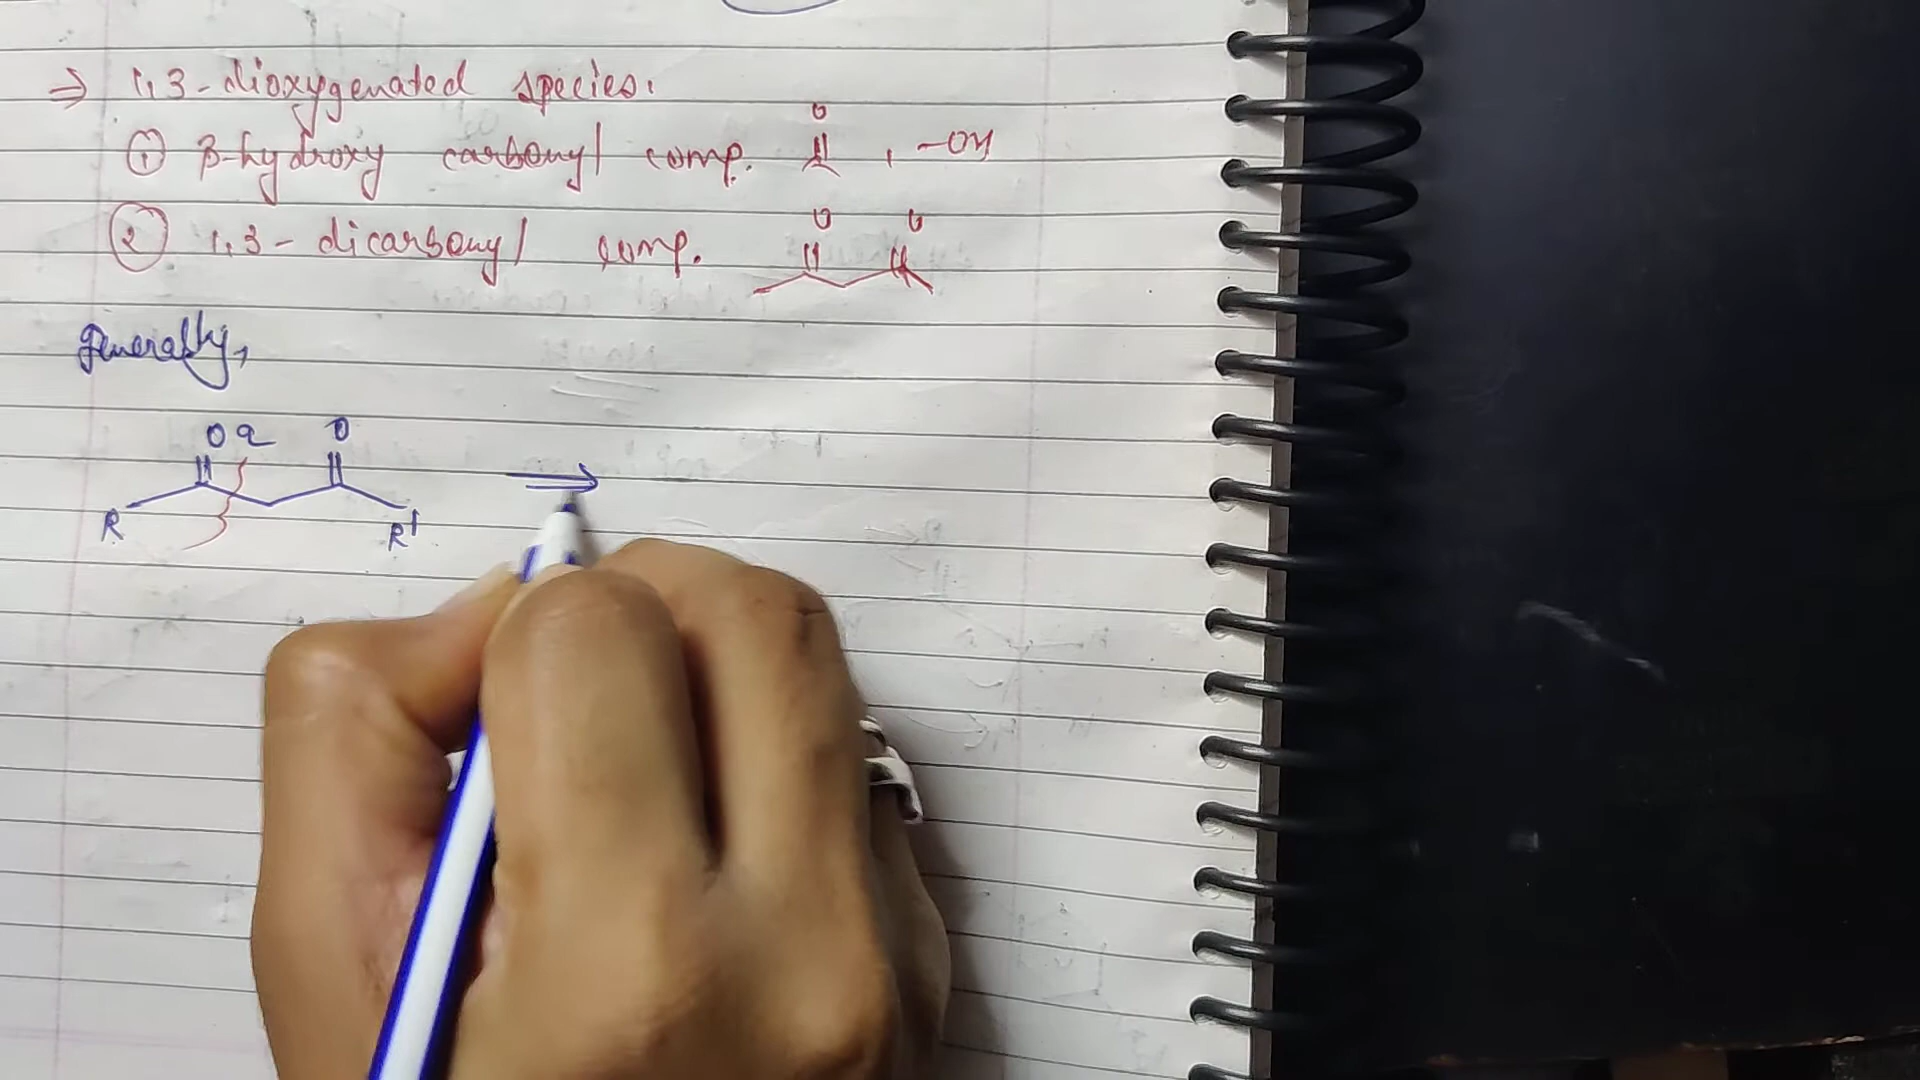 ⇒ 1,3-dioxygenated species.
① β-hydroxy carbonyl comp. O , -OH
② 1,3-dicarbonyl comp. O O
generally,
O a O
R R' ⇒